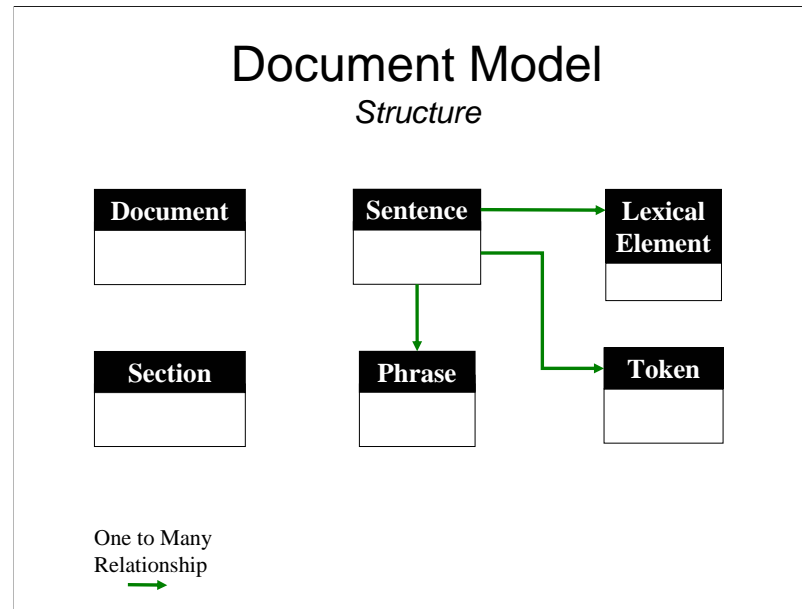 Document Model
Structure
Document
Sentence
Lexical
Element
Section
Phrase
Token
One to Many
Relationship